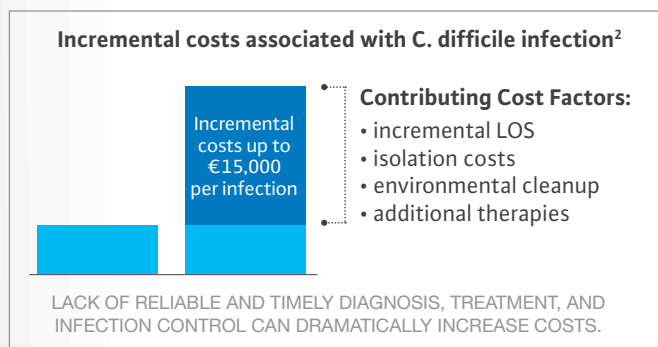 Incremental costs associated with C. difficile infection²
Incremental
costs up to
€15,000
per infection
Contributing Cost Factors:
• incremental LOS
• isolation costs
• environmental cleanup
• additional therapies
LACK OF RELIABLE AND TIMELY DIAGNOSIS, TREATMENT, AND
INFECTION CONTROL CAN DRAMATICALLY INCREASE COSTS.